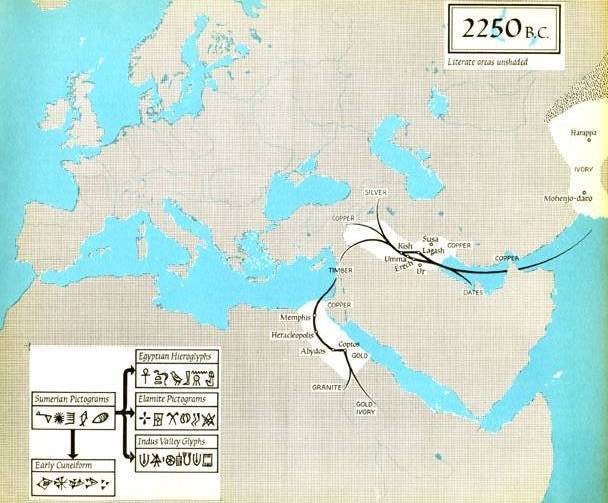 2250 B.C.
Literate areas unshaded
Harappa
IVORY
Mohenjo-daro
SILVER
COPPER
Susa
Kish
Lagash
COPPER
Umma
Erech
Ur
COPPER
TIMBER
DATES
COPPER
Memphis
Heracleopolis
Coptos
Abydos
GOLD
GRANITE
GOLD
IVORY
Egyptian Hieroglyphs
Sumerian Pictograms
Elamite Pictograms
Indus Valley Glyphs
Early Cuneiform